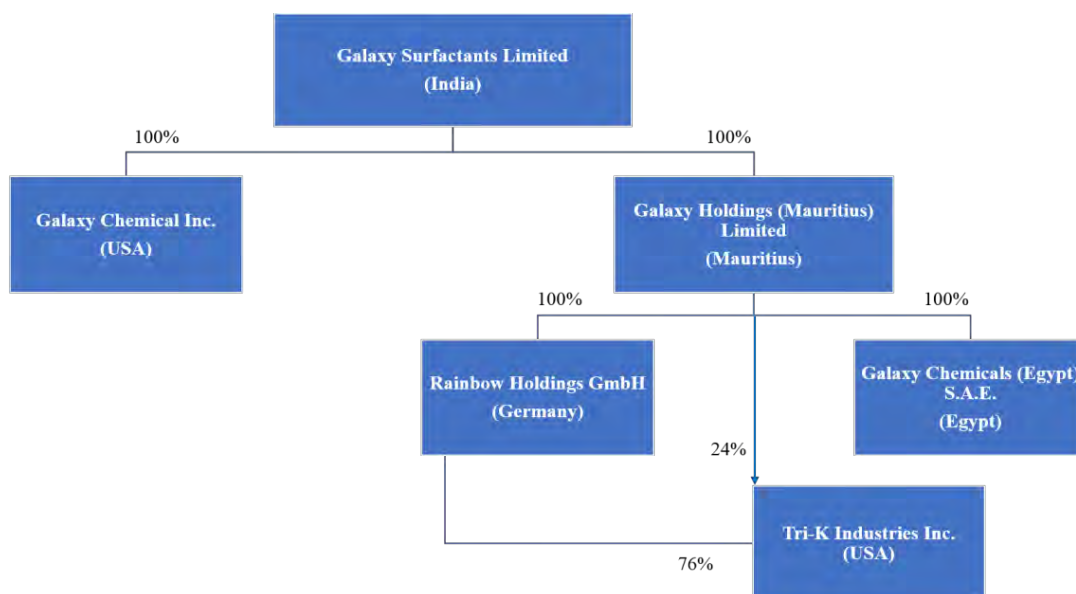 Galaxy Surfactants Limited
(India)
100%
100%
Galaxy Chemical Inc.
(USA)
Galaxy Holdings (Mauritius)
Limited
(Mauritius)
100%
100%
Rainbow Holdings GmbH
(Germany)
Galaxy Chemicals (Egypt)
S.A.E.
(Egypt)
24%
Tri-K Industries Inc.
(USA)
76%